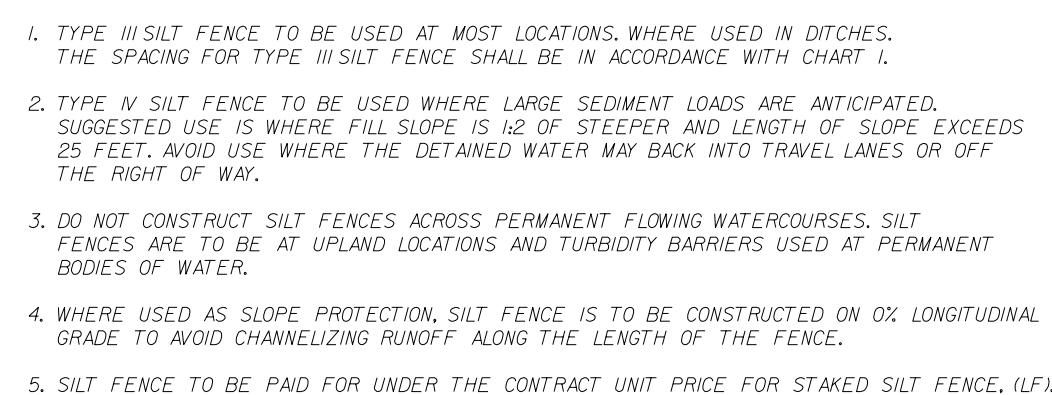 1. TYPE III SILT FENCE TO BE USED AT MOST LOCATIONS. WHERE USED IN DITCHES.
THE SPACING FOR TYPE III SILT FENCE SHALL BE IN ACCORDANCE WITH CHART 1.
2. TYPE IV SILT FENCE TO BE USED WHERE LARGE SEDIMENT LOADS ARE ANTICIPATED.
SUGGESTED USE IS WHERE FILL SLOPE IS 1:2 OF STEEPER AND LENGTH OF SLOPE EXCEEDS
25 FEET. AVOID USE WHERE THE DETAINED WATER MAY BACK INTO TRAVEL LANES OR OFF
THE RIGHT OF WAY.
3. DO NOT CONSTRUCT SILT FENCES ACROSS PERMANENT FLOWING WATERCOURSES. SILT
FENCES ARE TO BE AT UPLAND LOCATIONS AND TURBIDITY BARRIERS USED AT PERMANENT
BODIES OF WATER.
4. WHERE USED AS SLOPE PROTECTION, SILT FENCE IS TO BE CONSTRUCTED ON 0% LONGITUDINAL
GRADE TO AVOID CHANNELIZING RUNOFF ALONG THE LENGTH OF THE FENCE.
5. SILT FENCE TO BE PAID FOR UNDER THE CONTRACT UNIT PRICE FOR STAKED SILT FENCE, (LF).